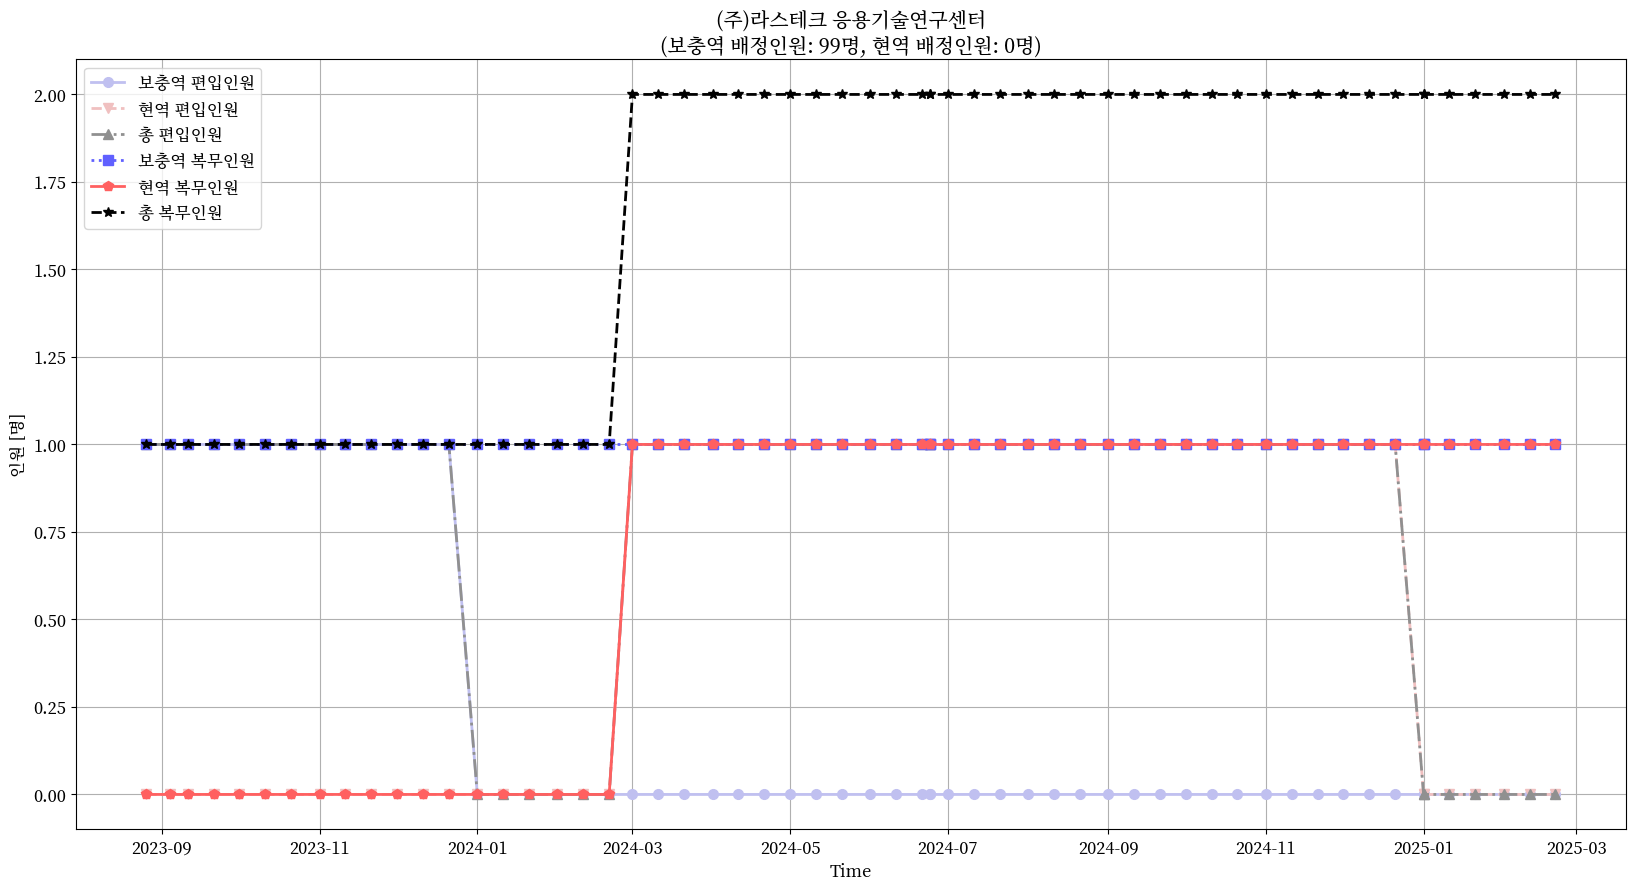 (주)라스테크 응용기술연구센터
(보충역 배정인원: 99명, 현역 배정인원: 0명)
보충역 편입인원
현역 편입인원
총 편입인원
보충역 복무인원
현역 복무인원
총 복무인원
2.00
1.75
1.50
1.25
1.00
0.75
0.50
0.25
0.00
인원 [명]
2023-09
2023-11
2024-01
2024-03
2024-05
2024-07
2024-09
2024-11
2025-01
2025-03
Time